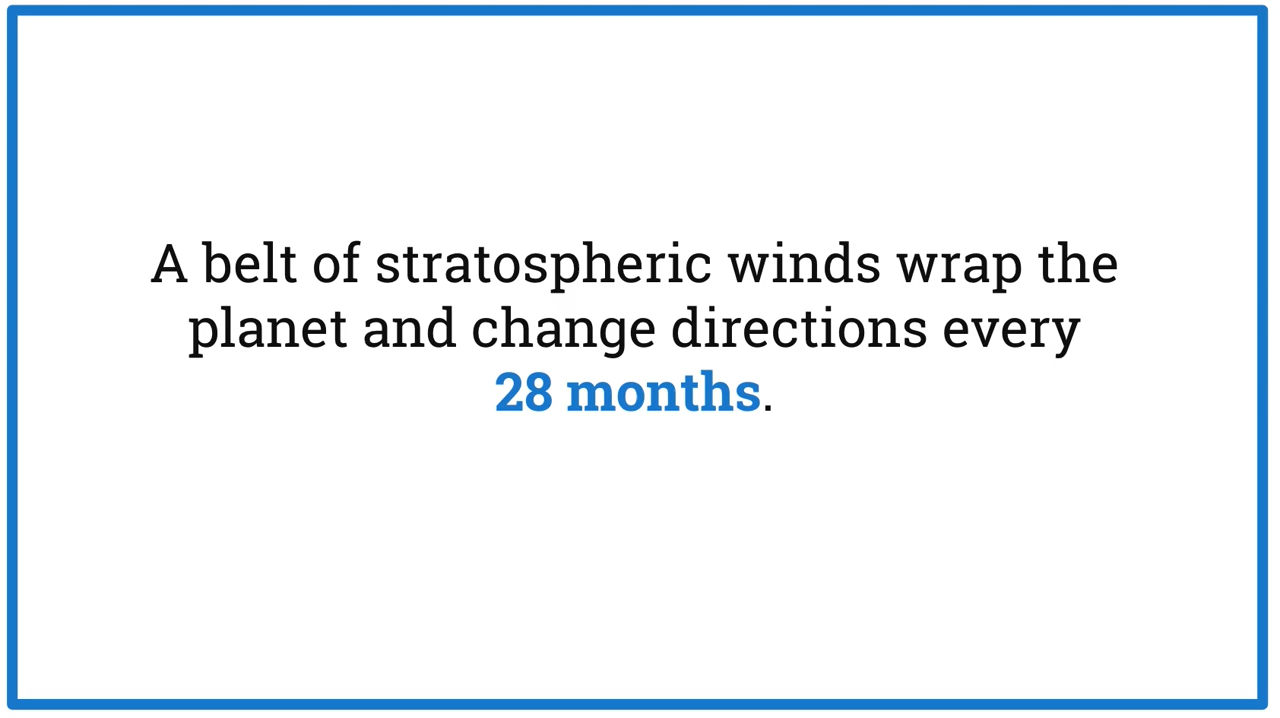 A belt of stratospheric winds wrap the
planet and change directions every
28 months.